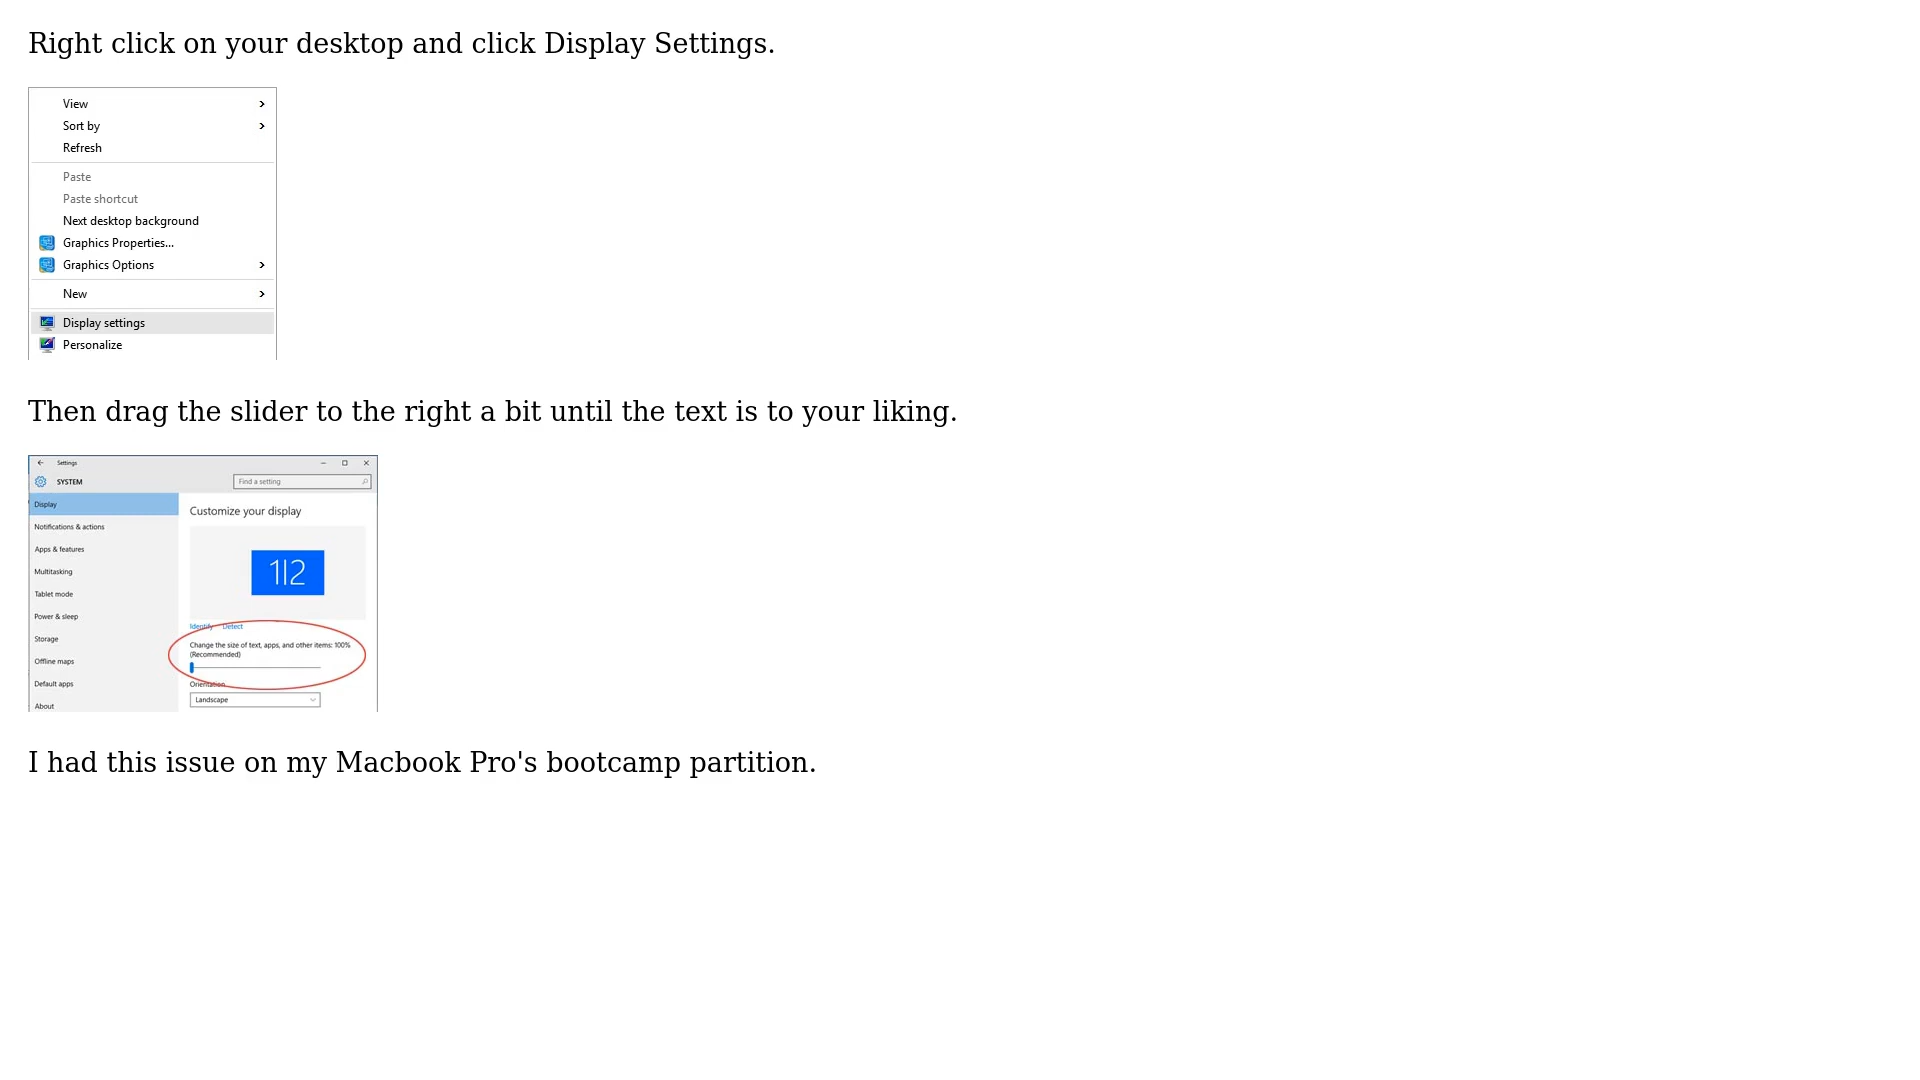 Right click on your desktop and click Display Settings.
View
Sort by
Refresh
Paste
Paste shortcut
Next desktop background
Graphics Properties...
Graphics Options
New
Display settings
Personalize
Then drag the slider to the right a bit until the text is to your liking.
Settings
SYSTEM
Find a setting
Display
Notifications & actions
Apps & features
Multitasking
Tablet mode
Power & sleep
Storage
Offline maps
Default apps
About
Customize your display
1|2
Identify Detect
Change the size of text, apps, and other items: 100%
(Recommended)
Orientation
Landscape
I had this issue on my Macbook Pro's bootcamp partition.